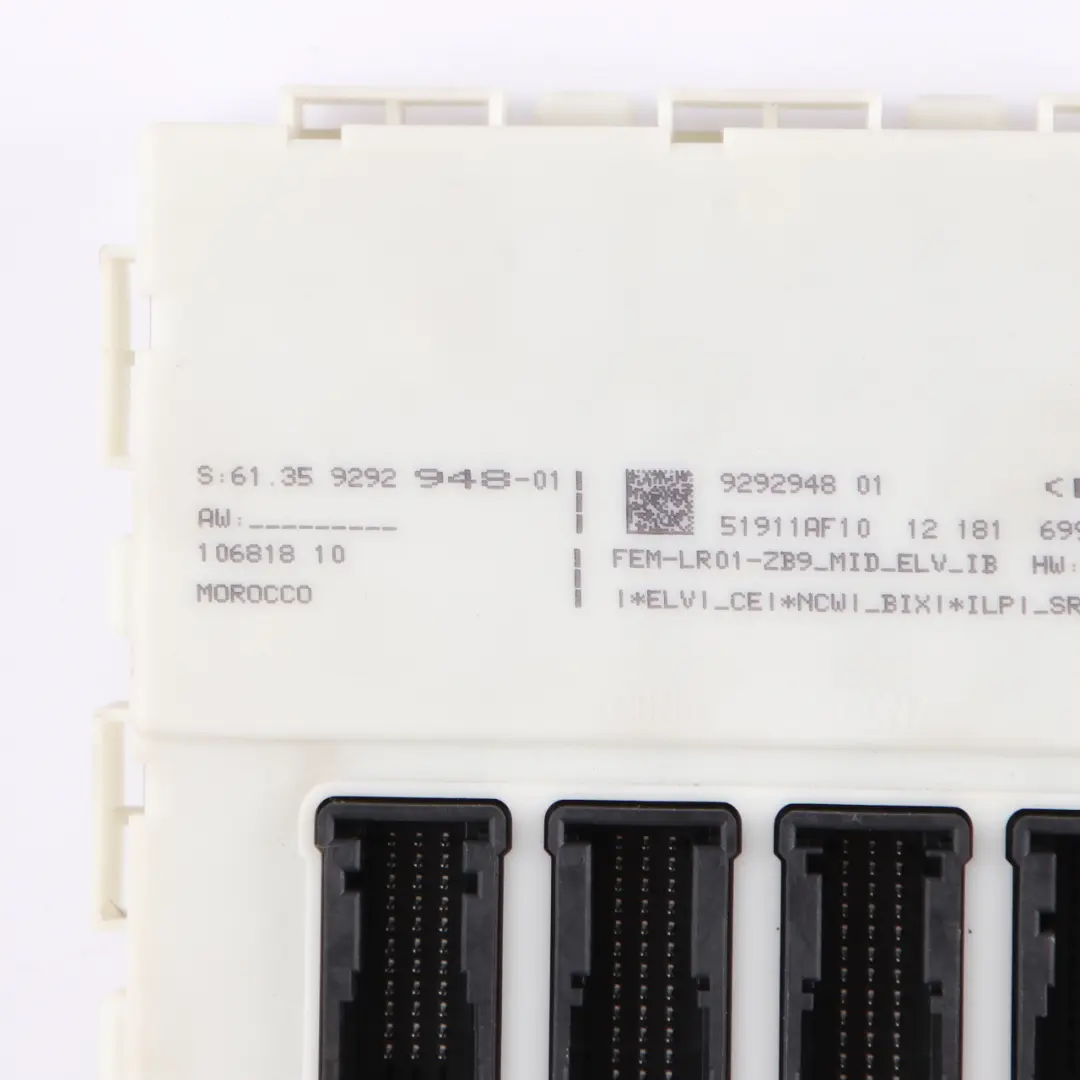 S:61.35 9292 948-01
AW:_________
106818 10
MOROCCO
9292948 01
51911AF10 12 181 699
FEM-LR01-ZB9_MID_ELV_IB HW:
|*ELV|_CE|*NCW|_BIX|*ILP|_SR